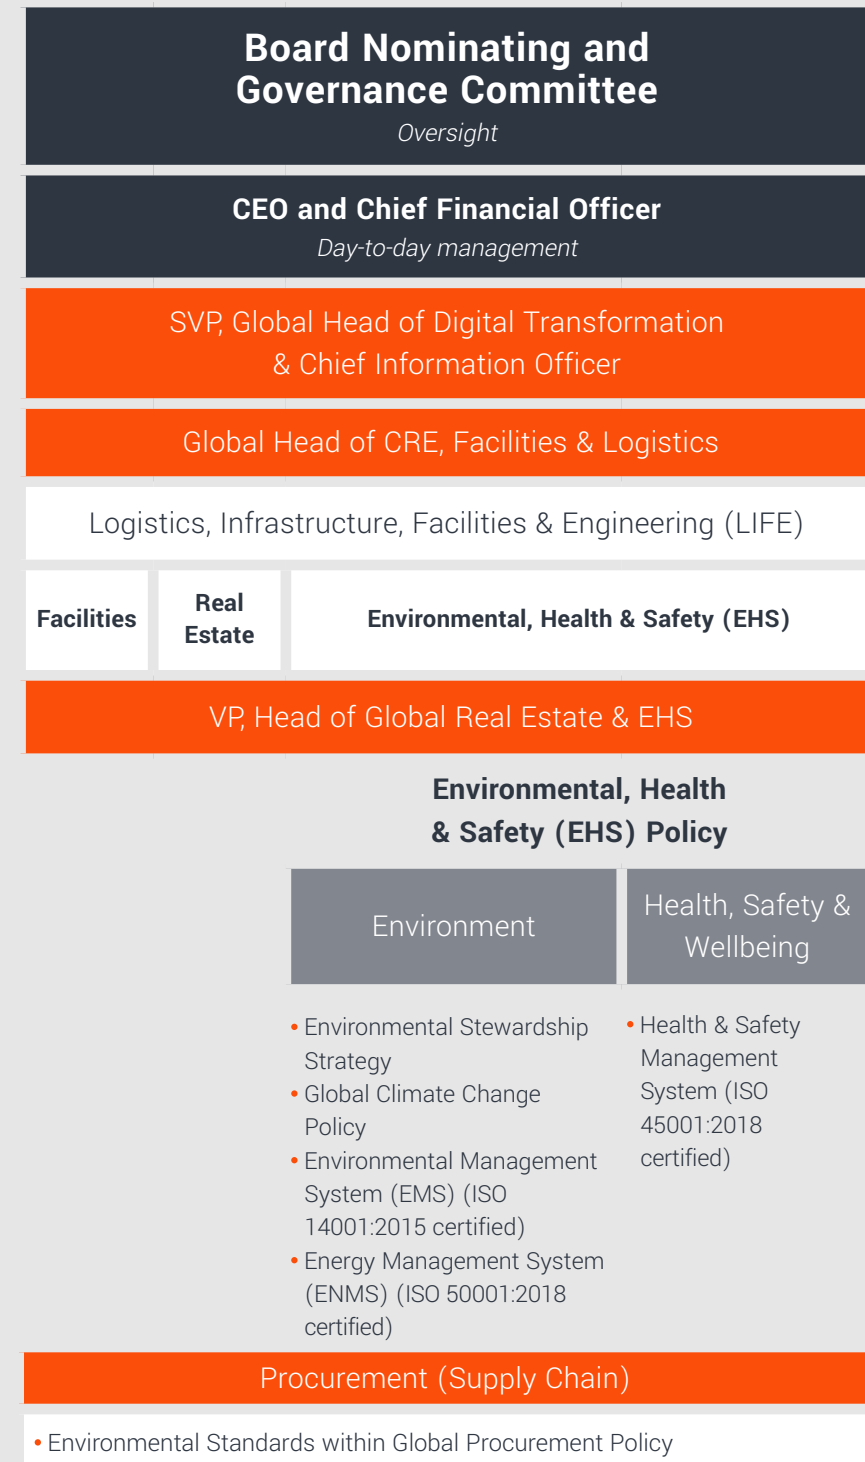 Board Nominating and
Governance Committee
Oversight
CEO and Chief Financial Officer
Day-to-day management
SVP, Global Head of Digital Transformation
& Chief Information Officer
Global Head of CRE, Facilities & Logistics
Logistics, Infrastructure, Facilities & Engineering (LIFE)
Facilities
Real
Estate
Environmental, Health & Safety (EHS)
VP, Head of Global Real Estate & EHS
Environmental, Health
& Safety (EHS) Policy
Environment
• Environmental Stewardship
Strategy
• Global Climate Change
Policy
• Environmental Management
System (EMS) (ISO
14001:2015 certified)
• Energy Management System
(ENMS) (ISO 50001:2018
certified)
Health, Safety &
Wellbeing
• Health & Safety
Management
System (ISO
45001:2018
certified)
Procurement (Supply Chain)
• Environmental Standards within Global Procurement Policy